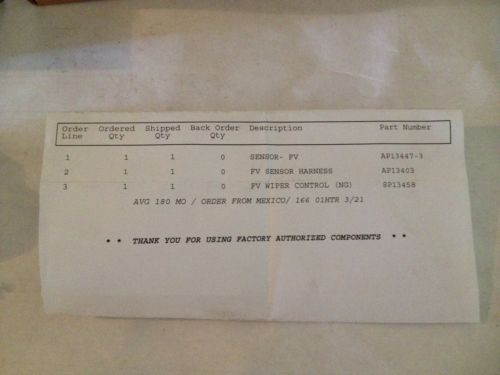 Order Line Ordered Qty Shipped Qty Back Order Qty Description Part Number
1 1 1 0 SENSOR- FV AP13447-3
2 1 1 0 FV SENSOR HARNESS AP13403
3 1 1 0 FV WIPER CONTROL (NG) SP13458
AVG 180 MO / ORDER FROM MEXICO/ 166 01HTR 3/21
* * THANK YOU FOR USING FACTORY AUTHORIZED COMPONENTS * *